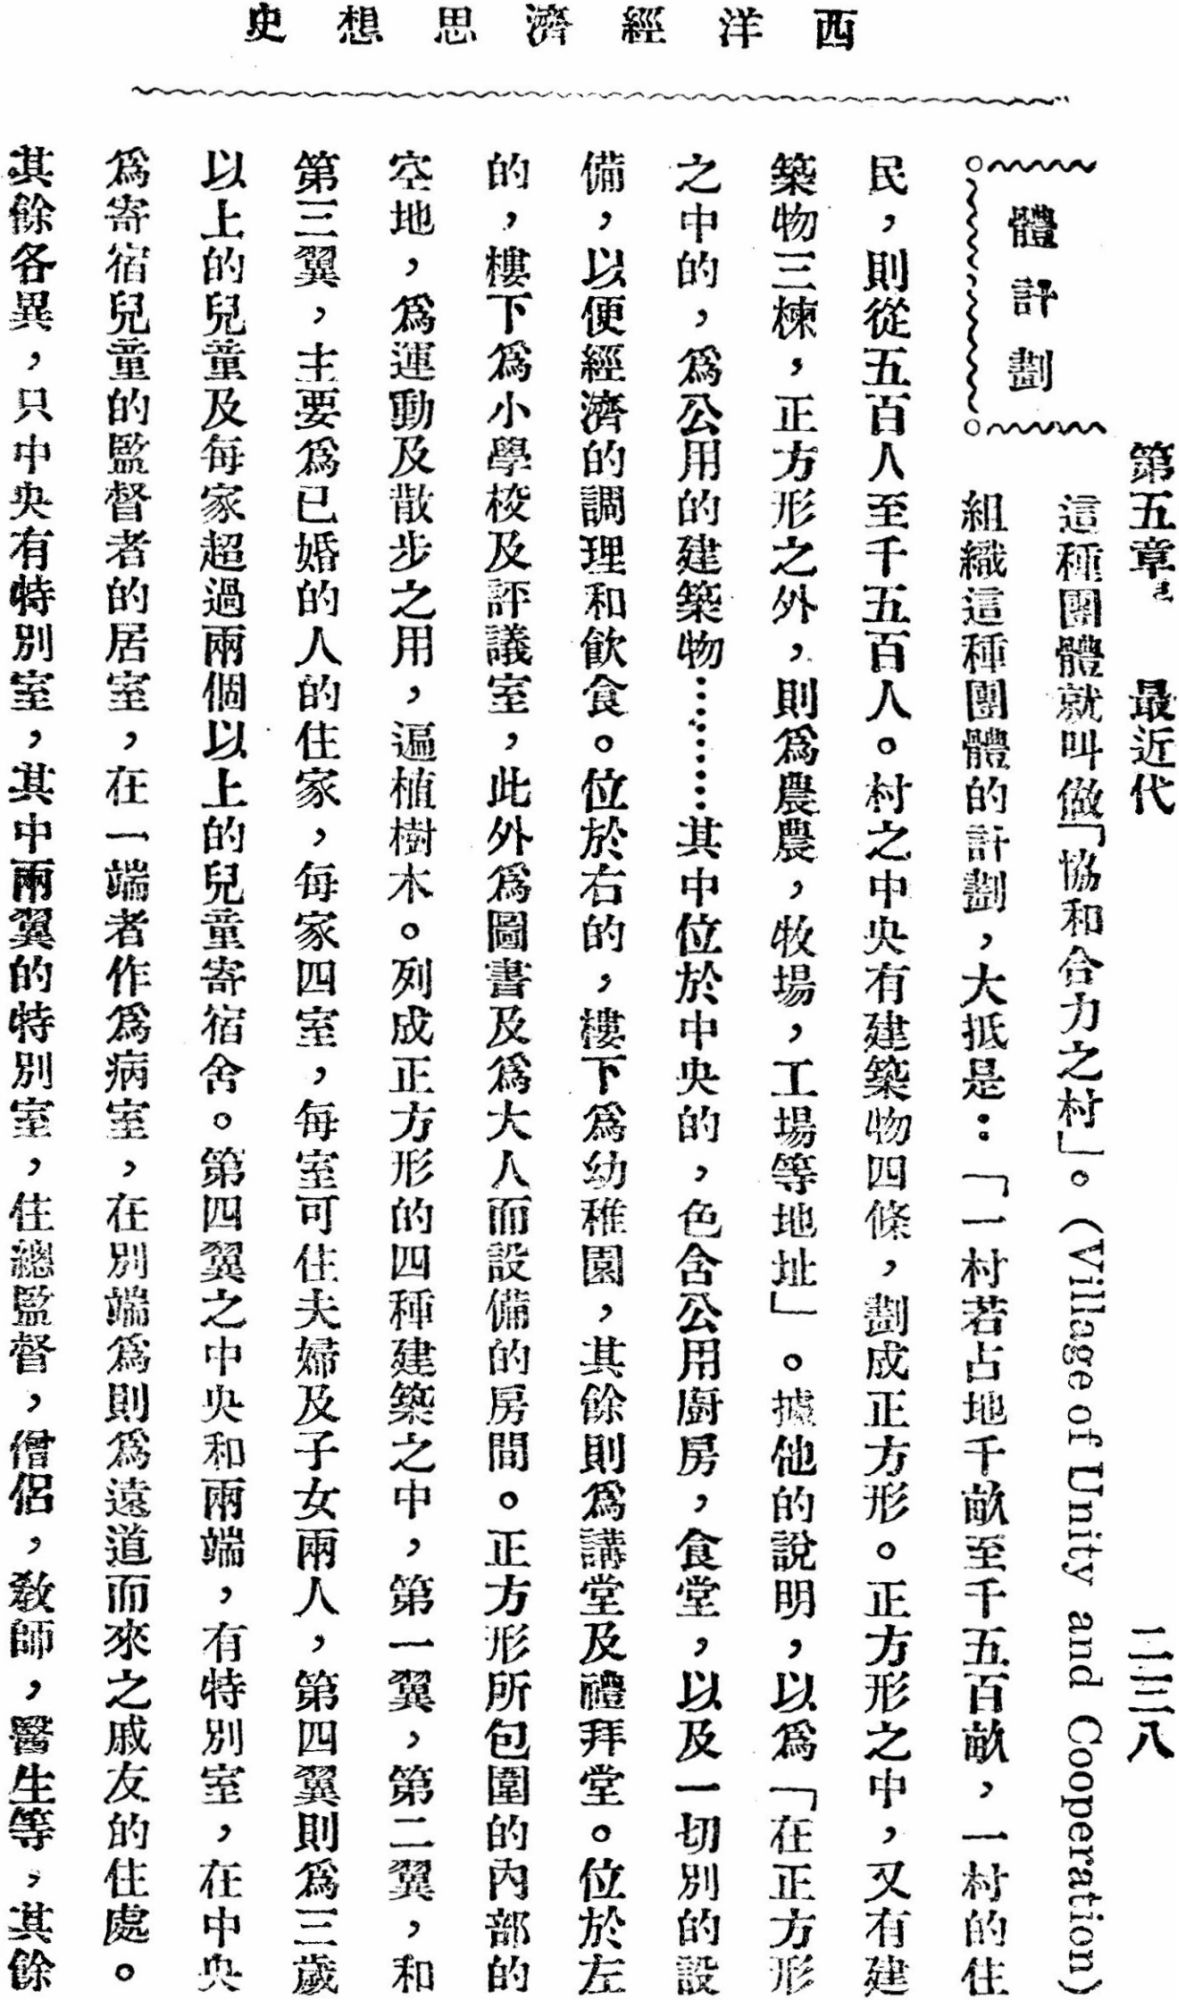 西洋經濟思想史
第五章 最近代 二三八
體計劃
這種團體就叫做「協和合力之村」。(Village of Unity and Cooperation)
組織這種團體的計劃，大抵是：「一村若占地千畝至千五百畝，一村的住
民，則從五百人至千五百人。村之中央有建築物四條，劃成正方形。正方形之中，又有建
築物三棟，正方形之外，則爲農農，牧場，工場等地址」。據他的說明，以爲「在正方形
之中的，爲公用的建築物………其中位於中央的，色含公用廚房，食堂，以及一切別的設
備，以便經濟的調理和飲食。位於右的，樓下爲幼稚園，其餘則爲講堂及禮拜堂。位於左
的，樓下爲小學校及評議室，此外爲圖書及爲大人而設備的房間。正方形所包圍的內部的
空地，爲運動及散步之用，遍植樹木。列成正方形的四種建築之中，第一翼，第二翼，和
第三翼，主要爲已婚的人的住家，每家四室，每室可住夫婦及子女兩人，第四翼則爲三歲
以上的兒童及每家超過兩個以上的兒童寄宿舍。第四翼之中央和兩端，有特別室，在中央
爲寄宿兒童的監督者的居室，在一端者作爲病室，在別端爲則爲遠道而來之戚友的住處。
其餘各異，只中央有特別室，其中兩翼的特別室，住總監督，僧侶，教師，醫生等，其餘